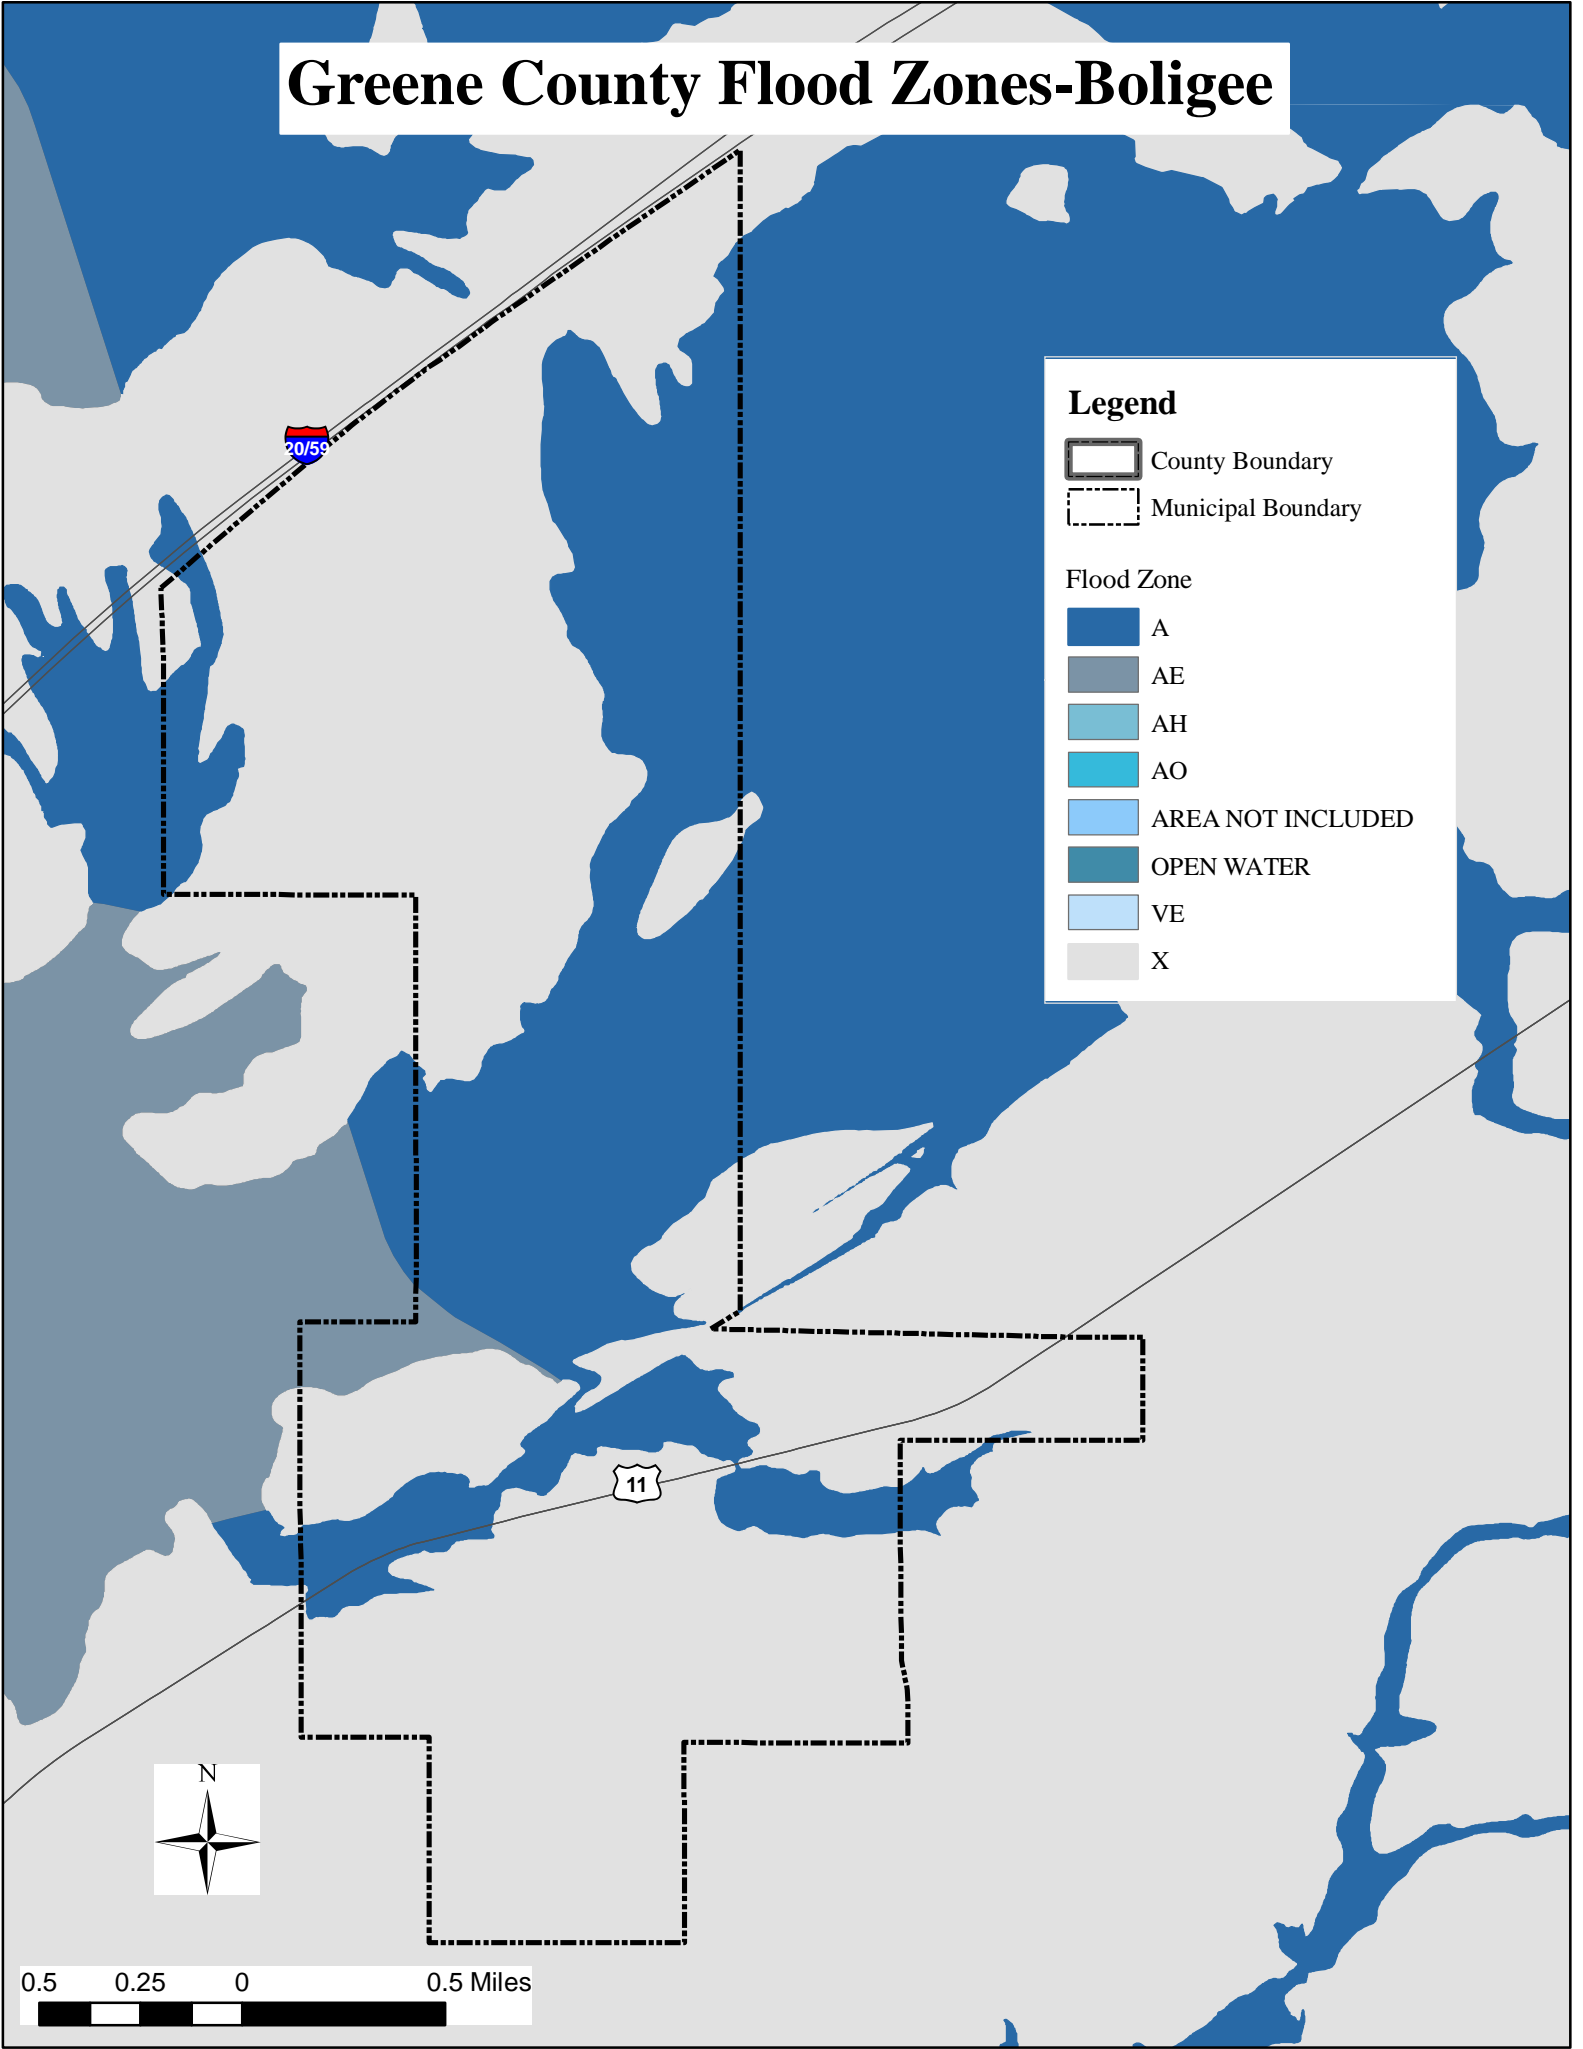 Greene County Flood Zones-Boligee
20/59
Legend
County Boundary
Municipal Boundary
Flood Zone
A
AE
AH
AO
AREA NOT INCLUDED
OPEN WATER
VE
X
11
N
0.5 0.25 0 0.5 Miles